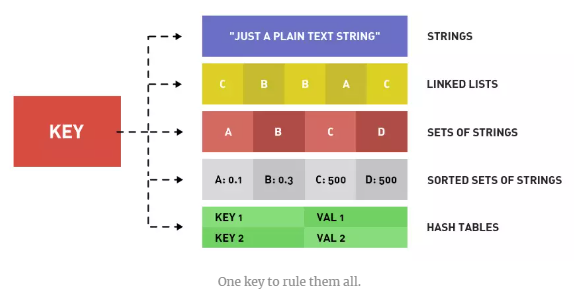 "JUST A PLAIN TEXT STRING" STRINGS
C B B A C LINKED LISTS
KEY
A B C D SETS OF STRINGS
A: 0.1 B: 0.3 C: 500 D: 500 SORTED SETS OF STRINGS
KEY 1 VAL 1
HASH TABLES
KEY 2 VAL 2
One key to rule them all.